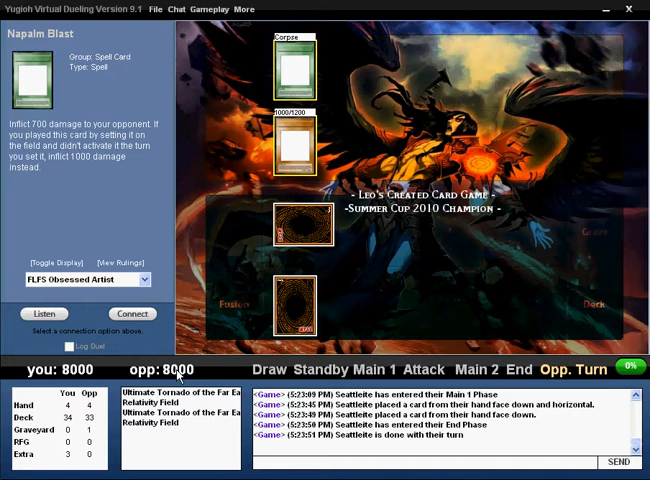 Yugioh Virtual Dueling Version 9.1 File Chat Gameplay More
Napalm Blast
Group: Spell Card
Type: Spell
Inflict 700 damage to your opponent. If
you played this card by setting it on
the field and didn't activate it the turn
you set it, inflict 1000 damage
instead.
[Toggle Display] [View Rulings]
FLFS Obsessed Artist
Listen Connect
Select a connection option above.
Log Duel
Corpse
1000/1200
- Leo's Created Card Game -
-Summer Cup 2010 Champion -
Grave
Fusion Deck
you: 8000 opp: 8000 Draw Standby Main 1 Attack Main 2 End Opp. Turn 0%
You Opp
Hand 4 4
Deck 34 33
Graveyard 0 1
RFG 0 0
Extra 3 0
Ultimate Tornado of the Far Ea
Relativity Field
Ultimate Tornado of the Far Ea
Relativity Field
<Game> (5:23:09 PM) Seattleite has entered their Main 1 Phase
<Game> (5:23:45 PM) Seattleite placed a card from their hand face down and horizontal.
<Game> (5:23:49 PM) Seattleite placed a card from their hand face down.
<Game> (5:23:50 PM) Seattleite has entered their End Phase
<Game> (5:23:51 PM) Seattleite is done with their turn
SEND